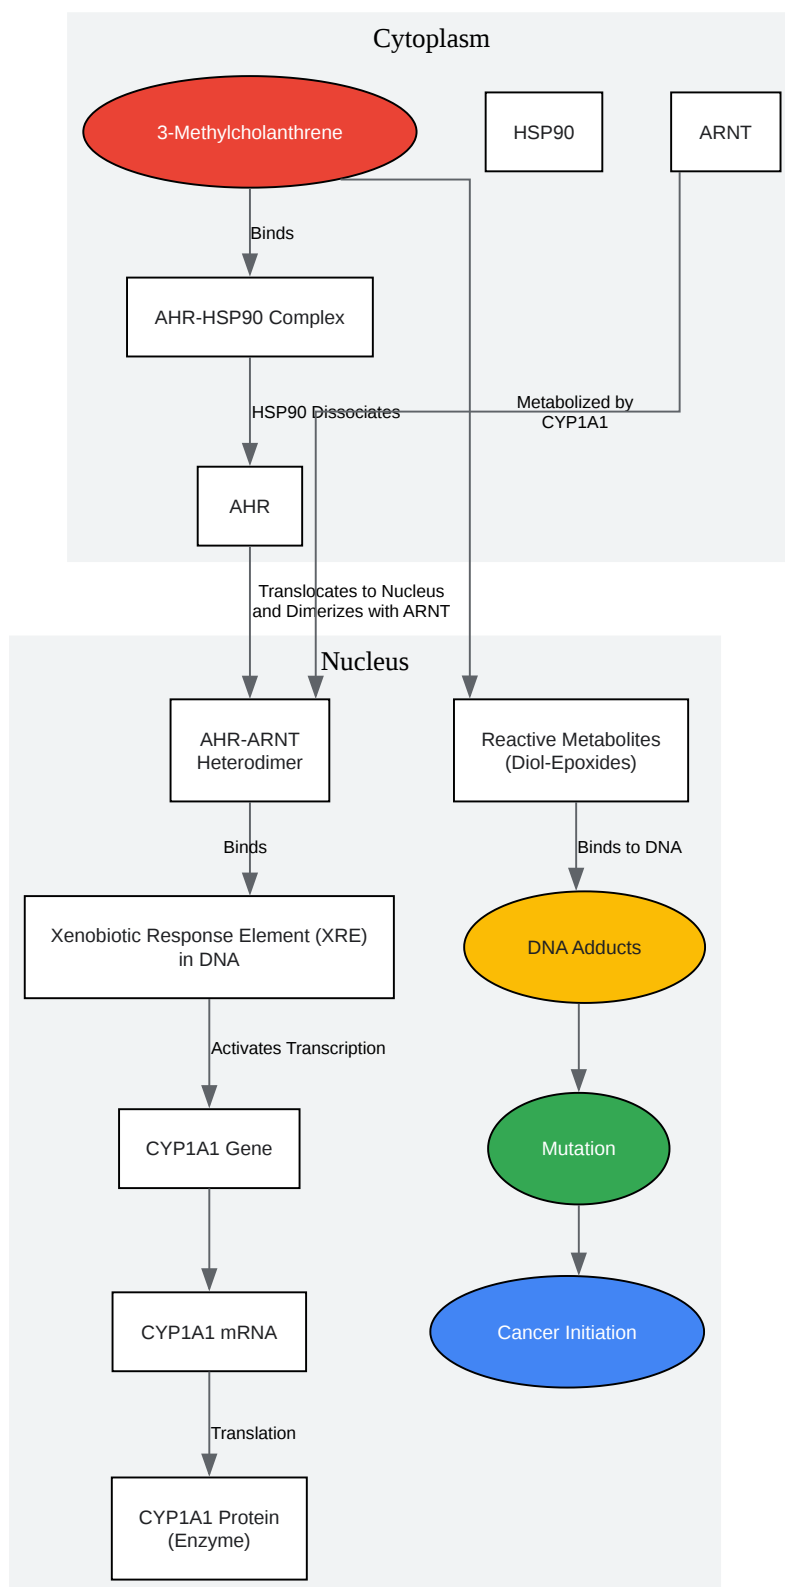 Cytoplasm
3-Methylcholanthrene
HSP90
ARNT
Binds
AHR-HSP90 Complex
HSP90 Dissociates
Metabolized by
CYP1A1
AHR
Translocates to Nucleus
and Dimerizes with ARNT
Nucleus
AHR-ARNT
Heterodimer
Reactive Metabolites
(Diol-Epoxides)
Binds
Binds to DNA
Xenobiotic Response Element (XRE)
in DNA
DNA Adducts
Activates Transcription
CYP1A1 Gene
Mutation
CYP1A1 mRNA
Cancer Initiation
Translation
CYP1A1 Protein
(Enzyme)